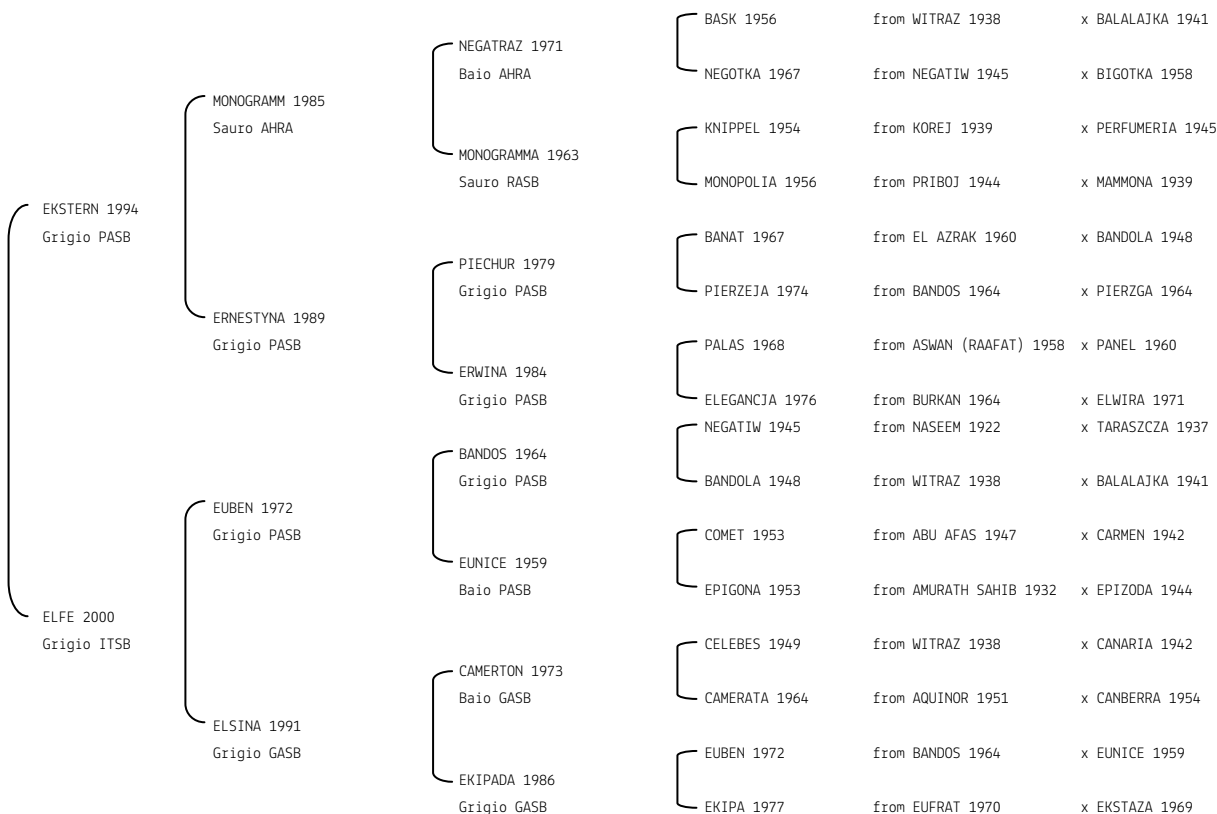 BASK 1956 from WITRAZ 1938 x BALALAJKA 1941
NEGATRAZ 1971
Baio AHRA
NEGOTKA 1967 from NEGATIW 1945 x BIGOTKA 1958
MONOGRAMM 1985
Sauro AHRA
KNIPPEL 1954 from KOREJ 1939 x PERFUMERIA 1945
MONOGRAMMA 1963
Sauro RASB
MONOPOLIA 1956 from PRIBOJ 1944 x MAMMONA 1939
EKSTERN 1994
Grigio PASB
BANAT 1967 from EL AZRAK 1960 x BANDOLA 1948
PIECHUR 1979
Grigio PASB
PIERZEJA 1974 from BANDOS 1964 x PIERZGA 1964
ERNESTYNA 1989
Grigio PASB
PALAS 1968 from ASWAN (RAAFAT) 1958 x PANEL 1960
ERWINA 1984
Grigio PASB
ELEGANCJA 1976 from BURKAN 1964 x ELWIRA 1971
NEGATIW 1945 from NASEEM 1922 x TARASZCZA 1937
BANDOS 1964
Grigio PASB
BANDOLA 1948 from WITRAZ 1938 x BALALAJKA 1941
EUBEN 1972
Grigio PASB
COMET 1953 from ABU AFAS 1947 x CARMEN 1942
EUNICE 1959
Baio PASB
EPIGONA 1953 from AMURATH SAHIB 1932 x EPIZODA 1944
ELFE 2000
Grigio ITSB
CELEBES 1949 from WITRAZ 1938 x CANARIA 1942
CAMERTON 1973
Baio GASB
CAMERATA 1964 from AQUINOR 1951 x CANBERRA 1954
ELSINA 1991
Grigio GASB
EUBEN 1972 from BANDOS 1964 x EUNICE 1959
EKIPADA 1986
Grigio GASB
EKIPA 1977 from EUFRAT 1970 x EKSTAZA 1969